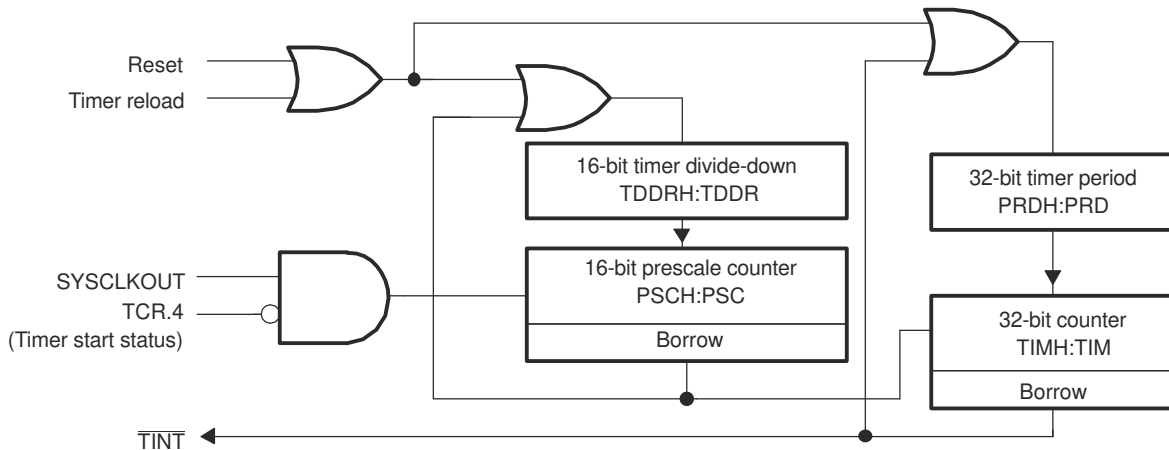 Reset
Timer reload
16-bit timer divide-down
TDDRH:TDDR
32-bit timer period
PRDH:PRD
SYSCLKOUT
TCR.4
(Timer start status)
16-bit prescale counter
PSCH:PSC
Borrow
32-bit counter
TIMH:TIM
Borrow
TINT